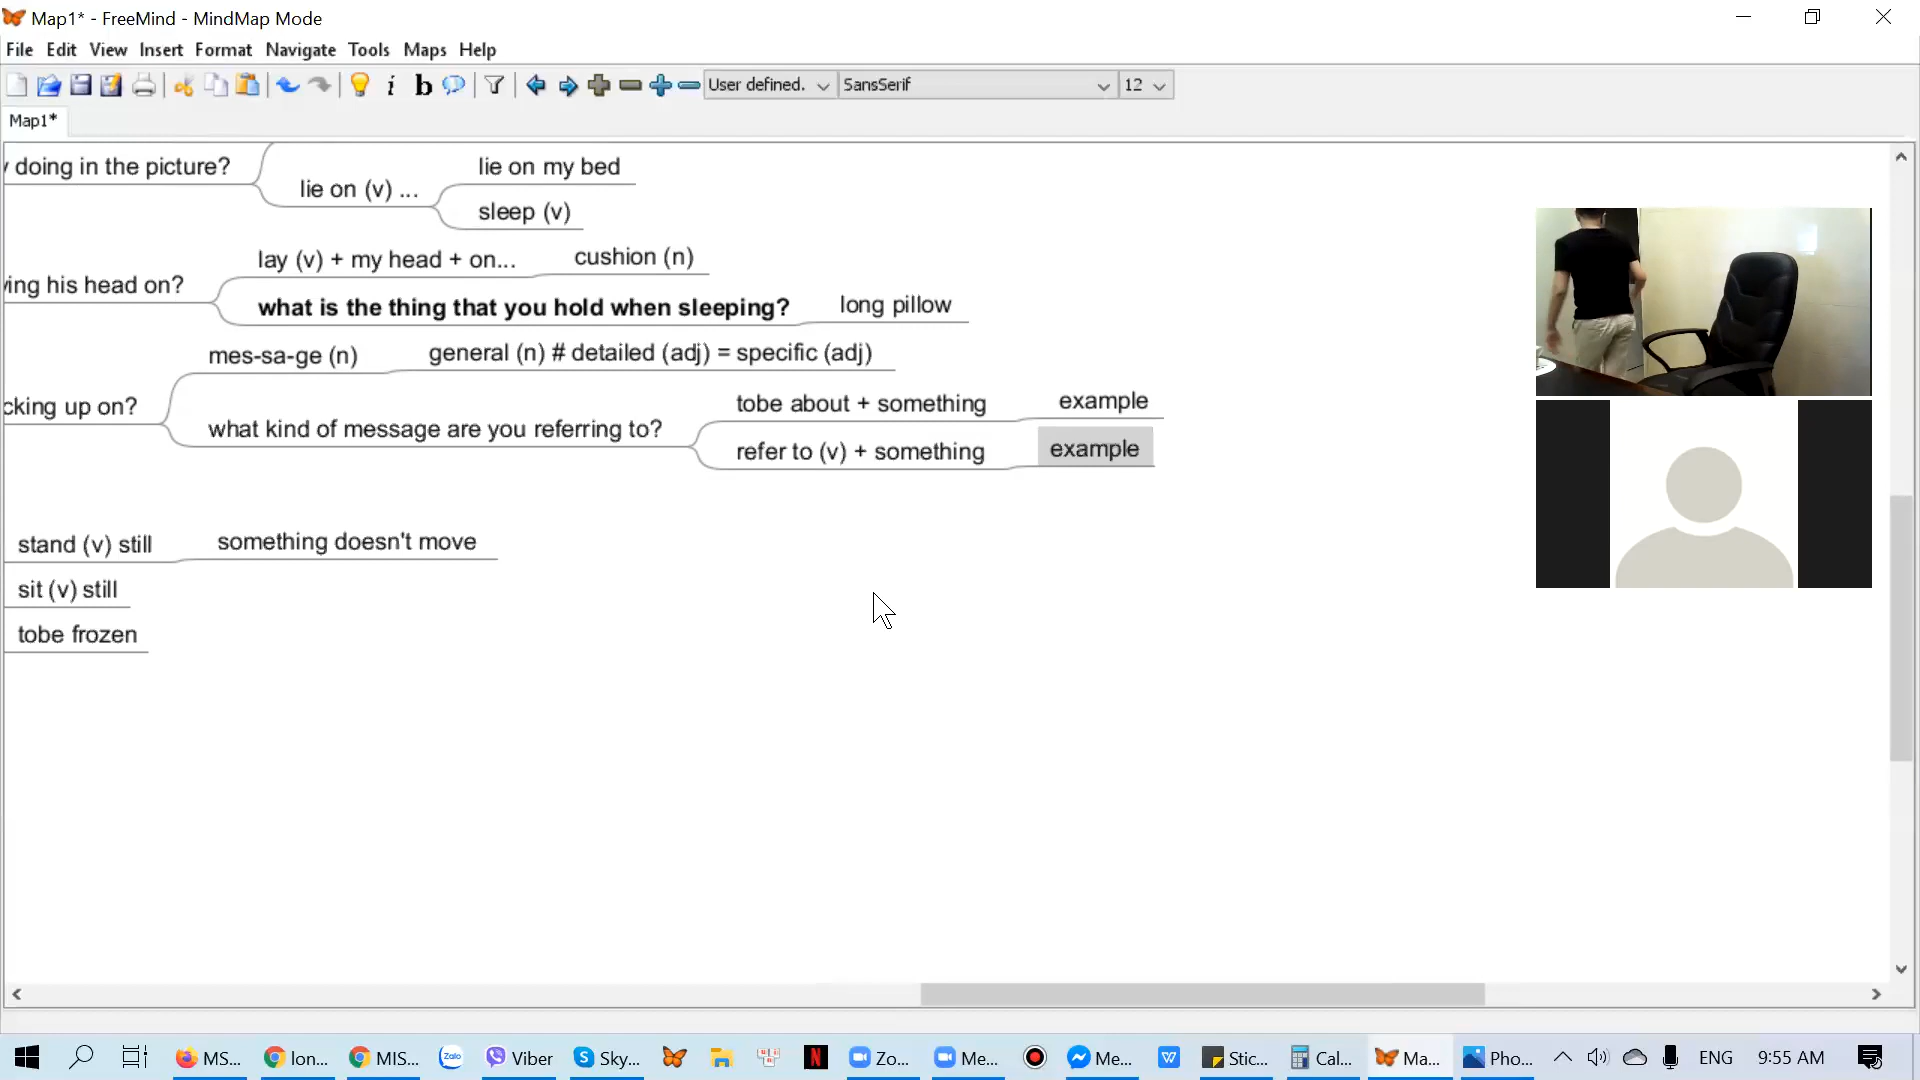 Map1* - FreeMind - MindMap Mode
File Edit View Insert Format Navigate Tools Maps Help
User defined. SansSerif 12
Map1*
doing in the picture?
lie on (v) ...
lie on my bed
sleep (v)
ving his head on?
lay (v) + my head + on...
cushion (n)
what is the thing that you hold when sleeping?
long pillow
cking up on?
mes-sa-ge (n)
general (n) # detailed (adj) = specific (adj)
what kind of message are you referring to?
tobe about + something
example
refer to (v) + something
example
stand (v) still
something doesn't move
sit (v) still
tobe frozen
MS... lon... MIS... Zalo Viber Sky... Zo... Me... Me... Stic... Cal... Ma... Pho... ENG 9:55 AM